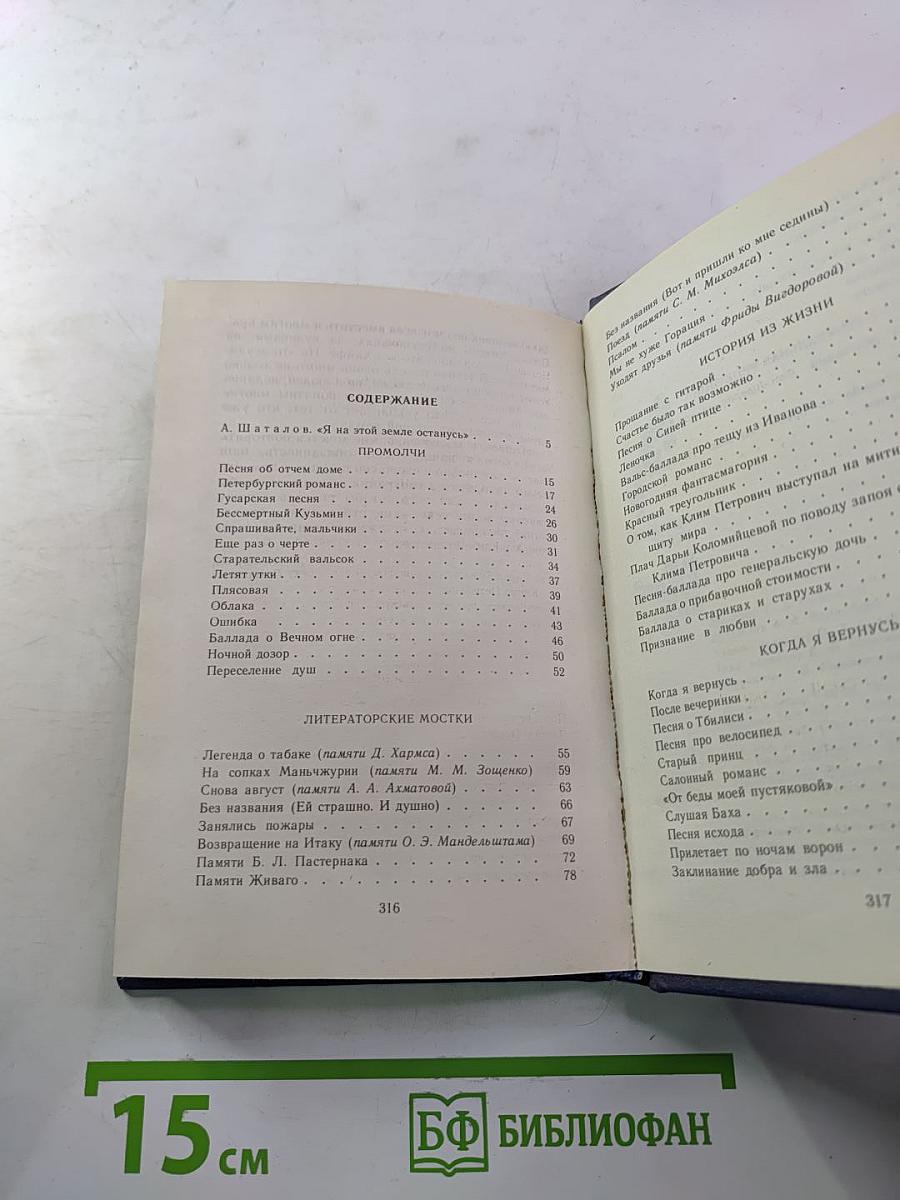 СОДЕРЖАНИЕ
А. Шаталов. «Я на этой земле останусь» . . . . 5
ПРОМОЛЧИ
Песня об отчем доме . . . . . . . . . . . 15
Петербургский романс . . . . . . . . . . . 17
Гусарская песня . . . . . . . . . . . 24
Бессмертный Кузьмин . . . . . . . . . . . 26
Спрашивайте, мальчики . . . . . . . . . . 30
Еще раз о черте . . . . . . . . . . . . 31
Старательский вальсок . . . . . . . . . . 34
Летят утки . . . . . . . . . . . . . 37
Плясовая . . . . . . . . . . . . . 39
Облака . . . . . . . . . . . . . 41
Ошибка . . . . . . . . . . . . . 43
Баллада о Вечном огне . . . . . . . . . . 46
Ночной дозор . . . . . . . . . . . . . 50
Переселение душ . . . . . . . . . . . 52
ЛИТЕРАТОРСКИЕ МОСТКИ
Легенда о табаке (памяти Д. Хармса) . . . . . . 55
На сопках Маньчжурии (памяти М. М. Зощенко) 59
Снова август (памяти А. А. Ахматовой) . . . . . 63
Без названия (Ей страшно. И душно) . . . . . . 66
Занялись пожары . . . . . . . . . . . . 67
Возвращение на Итаку (памяти О. Э. Мандельштама) 69
Памяти Б. Л. Пастернака . . . . . . . . . . 72
Памяти Живаго . . . . . . . . . . . . . 78
316
Без названия (Вот и пришли ко мне седины) . . .
Поезд (памяти С. М. Михоэлса) . . . . . .
Псалом . . . . . . . . . .
Мы не хуже Горация . . . . . . . .
Уходят друзья (памяти Фриды Вигдоровой) . . .
ИСТОРИЯ ИЗ ЖИЗНИ
Прощание с гитарой . . . . . . . .
Счастье было так возможно . . . . . .
Песня о Синей птице . . . . . . . .
Леночка . . . . . . . . . .
Вальс-баллада про тещу из Иванова . . . .
Городской романс . . . . . . . .
Новогодняя фантасмагория . . . . . . .
Красный треугольник . . . . . . . .
О том, как Клим Петрович выступал на мити
щиту мира . . . . . . . .
Плач Дарьи Коломийцевой по поводу запоя
Клима Петровича . . . . . . . .
Песня-баллада про генеральскую дочь . . . .
Баллада о прибавочной стоимости . . . . .
Баллада о стариках и старухах . . . . . .
Признание в любви . . . . . . . .
КОГДА Я ВЕРНУСЬ
Когда я вернусь . . . . . . . . .
После вечеринки . . . . . . . . .
Песня о Тбилиси . . . . . . . . .
Песня про велосипед . . . . . . .
Старый принц . . . . . . . . .
Салонный романс . . . . . . . .
«От беды моей пустяковой» . . . . .
Слушая Баха . . . . . . . . .
Песня исхода . . . . . . . . .
Прилетает по ночам ворон . . . . .
Заклинание добра и зла . . . . . .
317
15 см
БФ БИБЛИОФАН